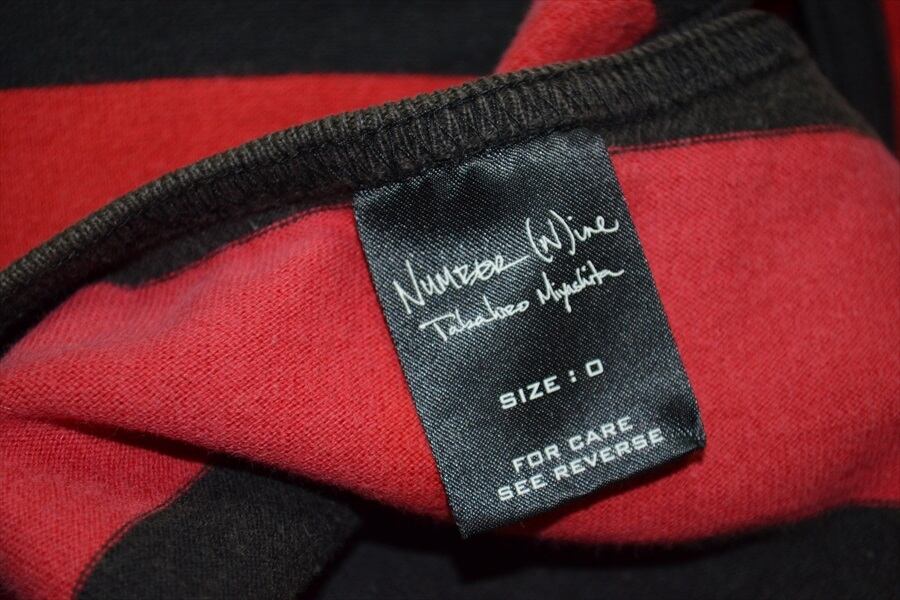 NUMBER (N)ine
Takahiro Miyashita
SIZE : 0
FOR CARE
SEE REVERSE